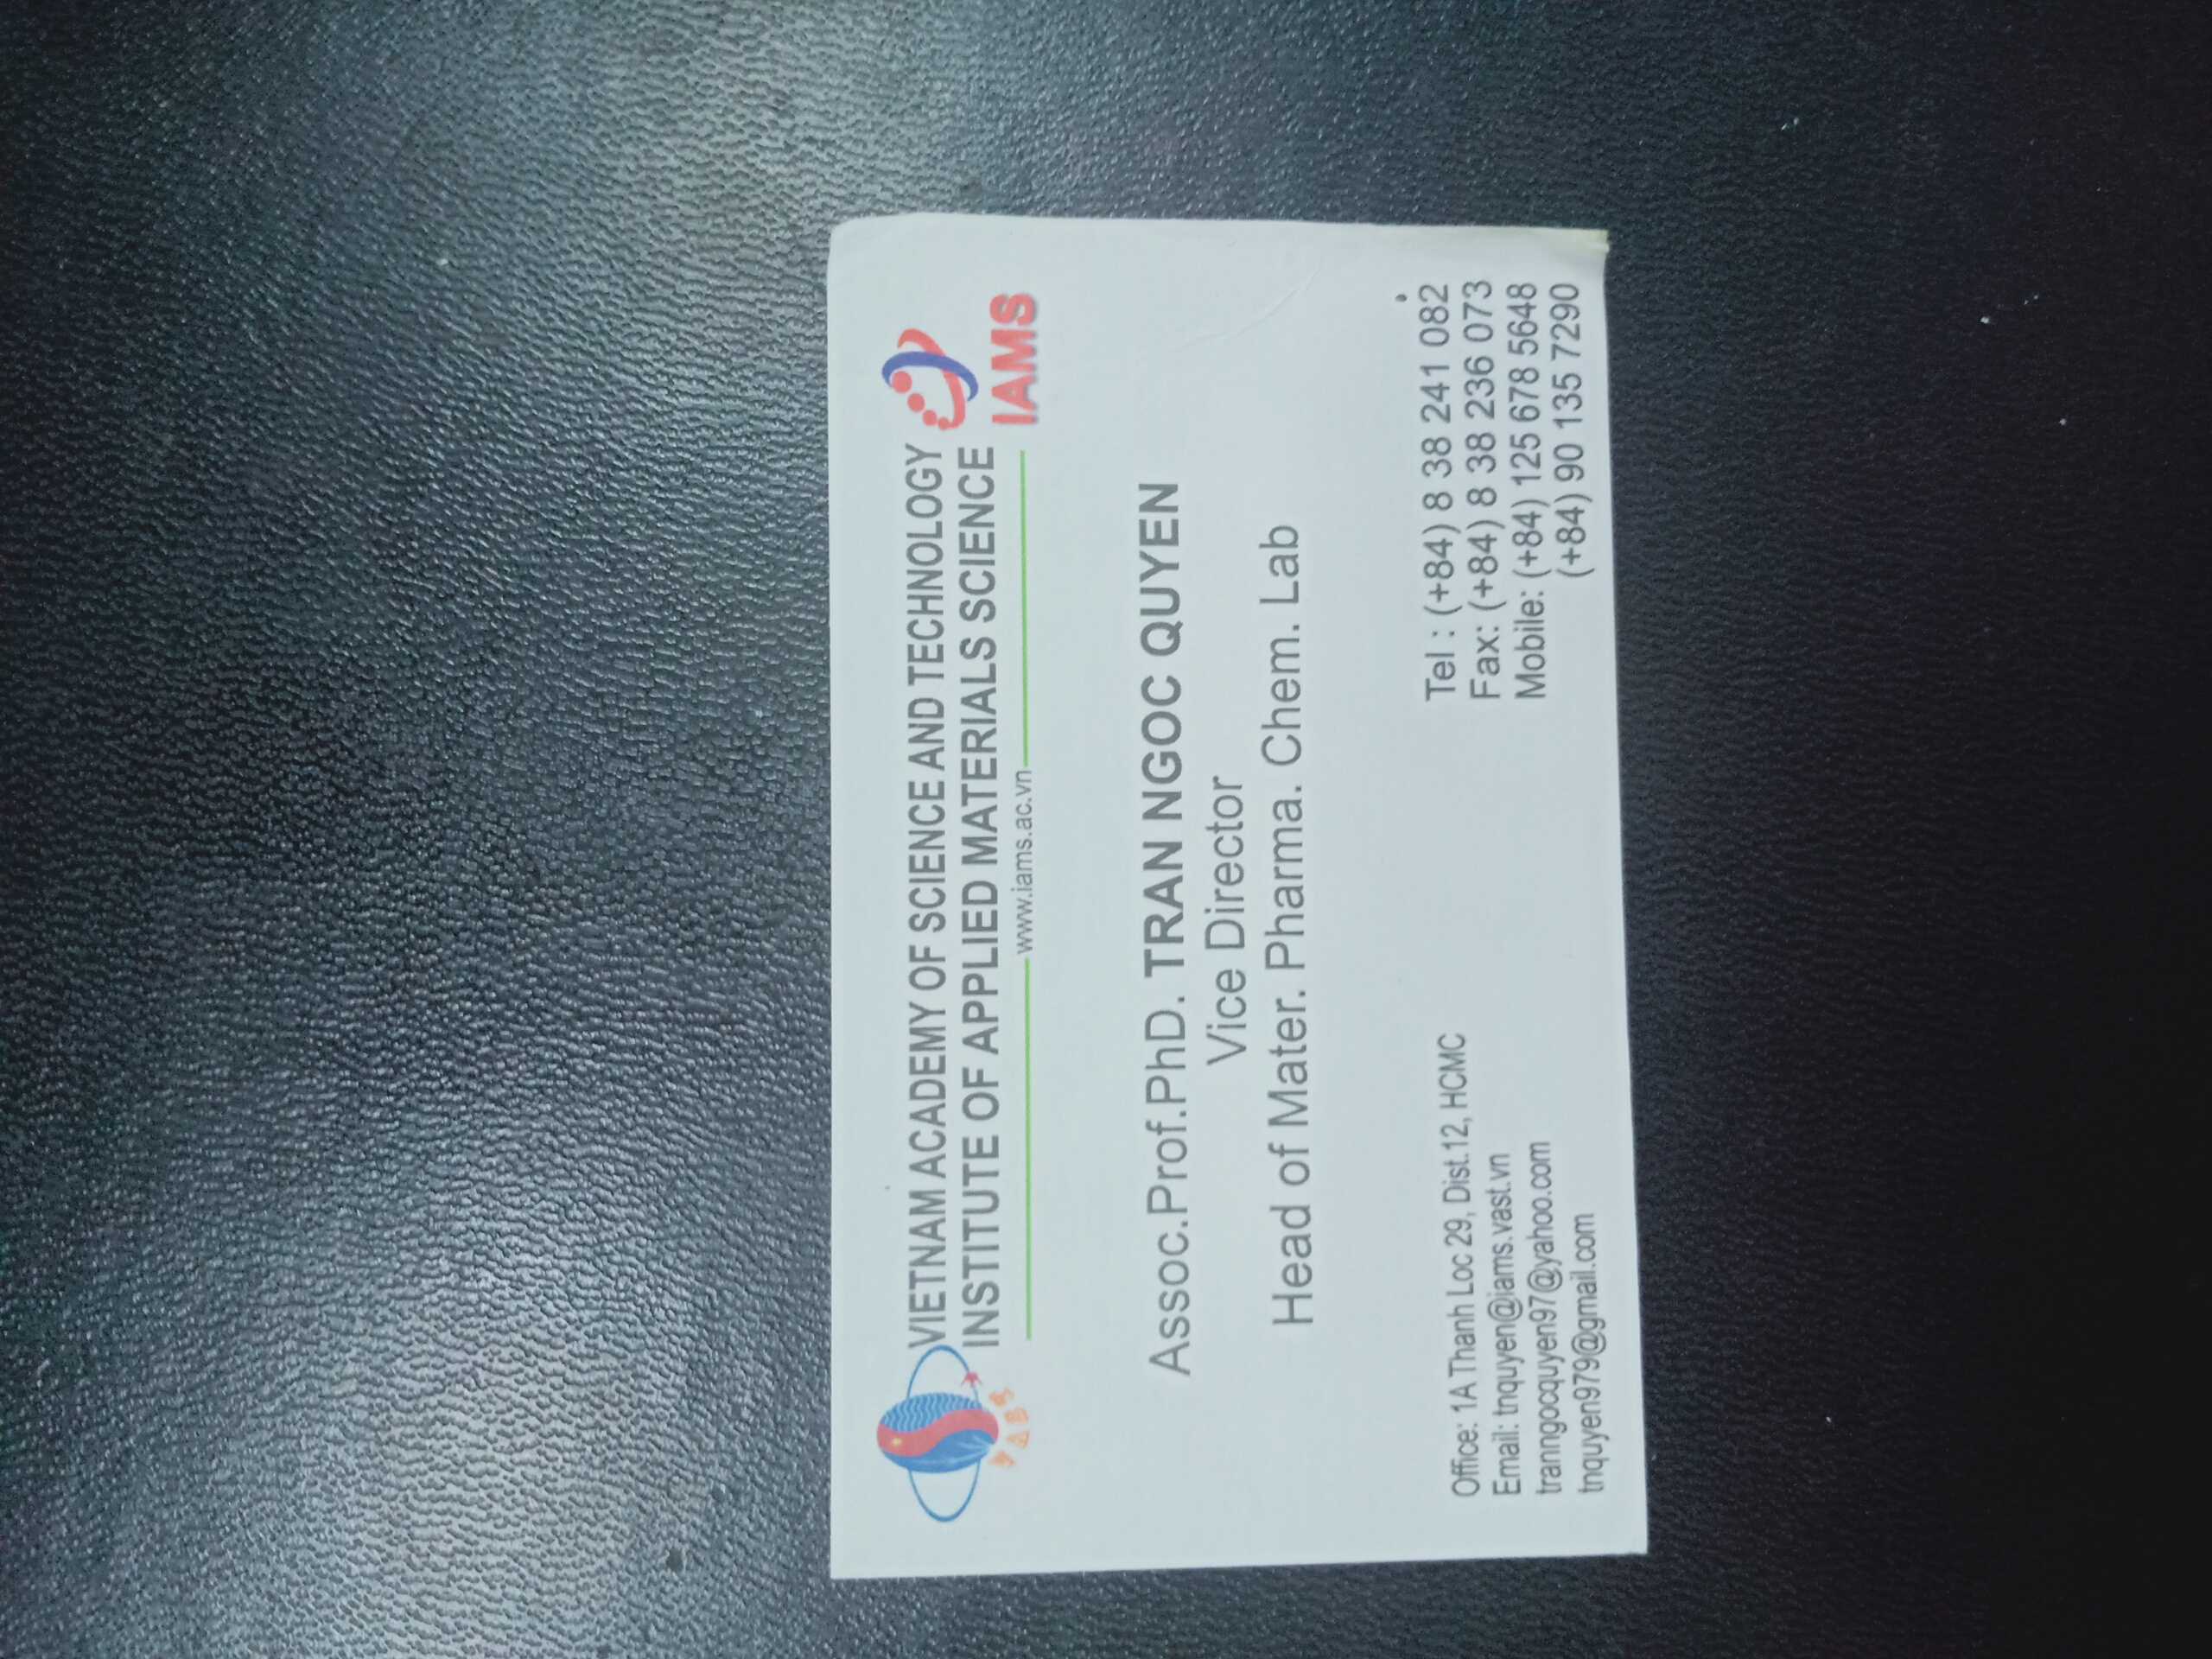 VIETNAM ACADEMY OF SCIENCE AND TECHNOLOGY
INSTITUTE OF APPLIED MATERIALS SCIENCE
www.iams.ac.vn
IAMS
Assoc.Prof.PhD. TRAN NGOC QUYEN
Vice Director
Head of Mater. Pharma. Chem. Lab
Office: 1A Thanh Loc 29, Dist.12, HCMC
Email: tnquyen@iams.vast.vn
tranngocquyen97@yahoo.com
tnquyen979@gmail.com
Tel : (+84) 8 38 241 082
Fax: (+84) 8 38 236 073
Mobile: (+84) 125 678 5648
(+84) 90 135 7290